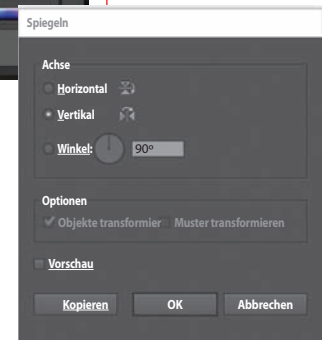 Spiegeln
Achse
Horizontal
Vertikal
Winkel: 90°
Optionen
Objekte transformier Muster transformieren
Vorschau
Kopieren OK Abbrechen